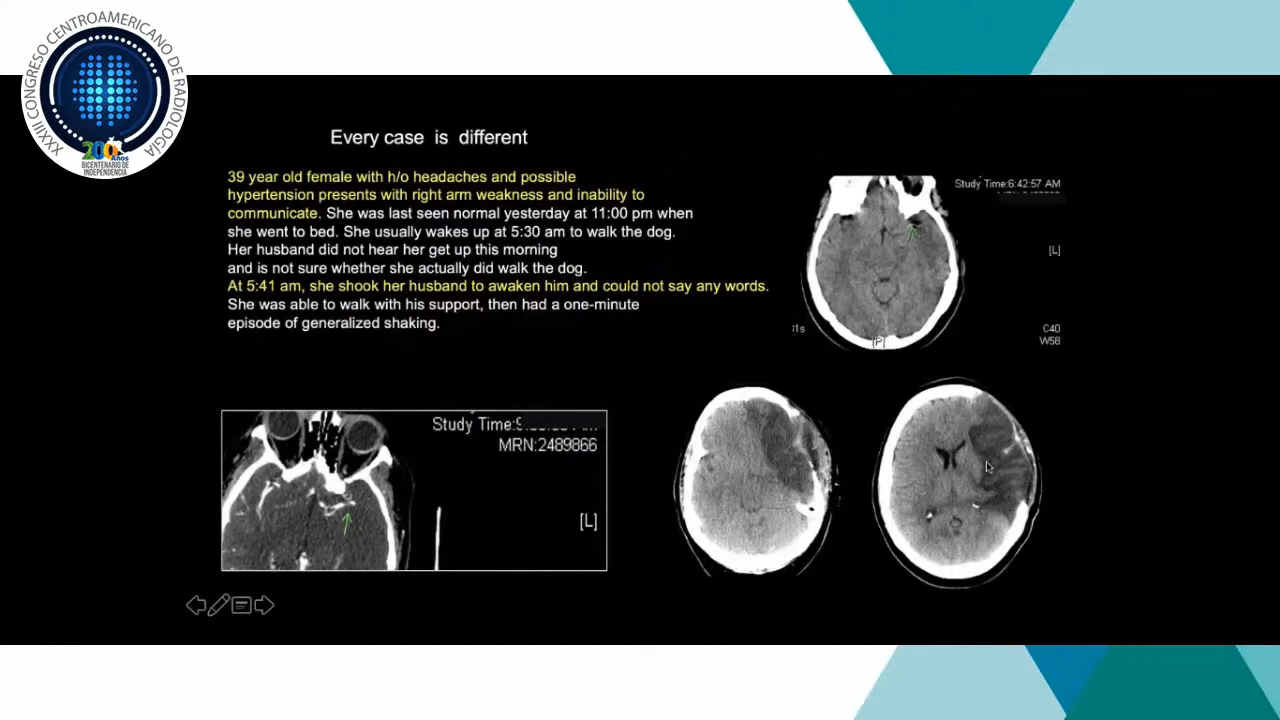 XXXIII CONGRESO CENTROAMERICANO DE RADIOLOGÍA
200 Años
BICENTENARIO DE
INDEPENDENCIA
Every case is different
39 year old female with h/o headaches and possible
hypertension presents with right arm weakness and inability to
communicate. She was last seen normal yesterday at 11:00 pm when
she went to bed. She usually wakes up at 5:30 am to walk the dog.
Her husband did not hear her get up this morning
and is not sure whether she actually did walk the dog.
At 5:41 am, she shook her husband to awaken him and could not say any words.
She was able to walk with his support, then had a one-minute
episode of generalized shaking.
Study Time:6:42:57 AM
[L]
C40
W58
[P]
Study Time:
MRN:2489866
[L]